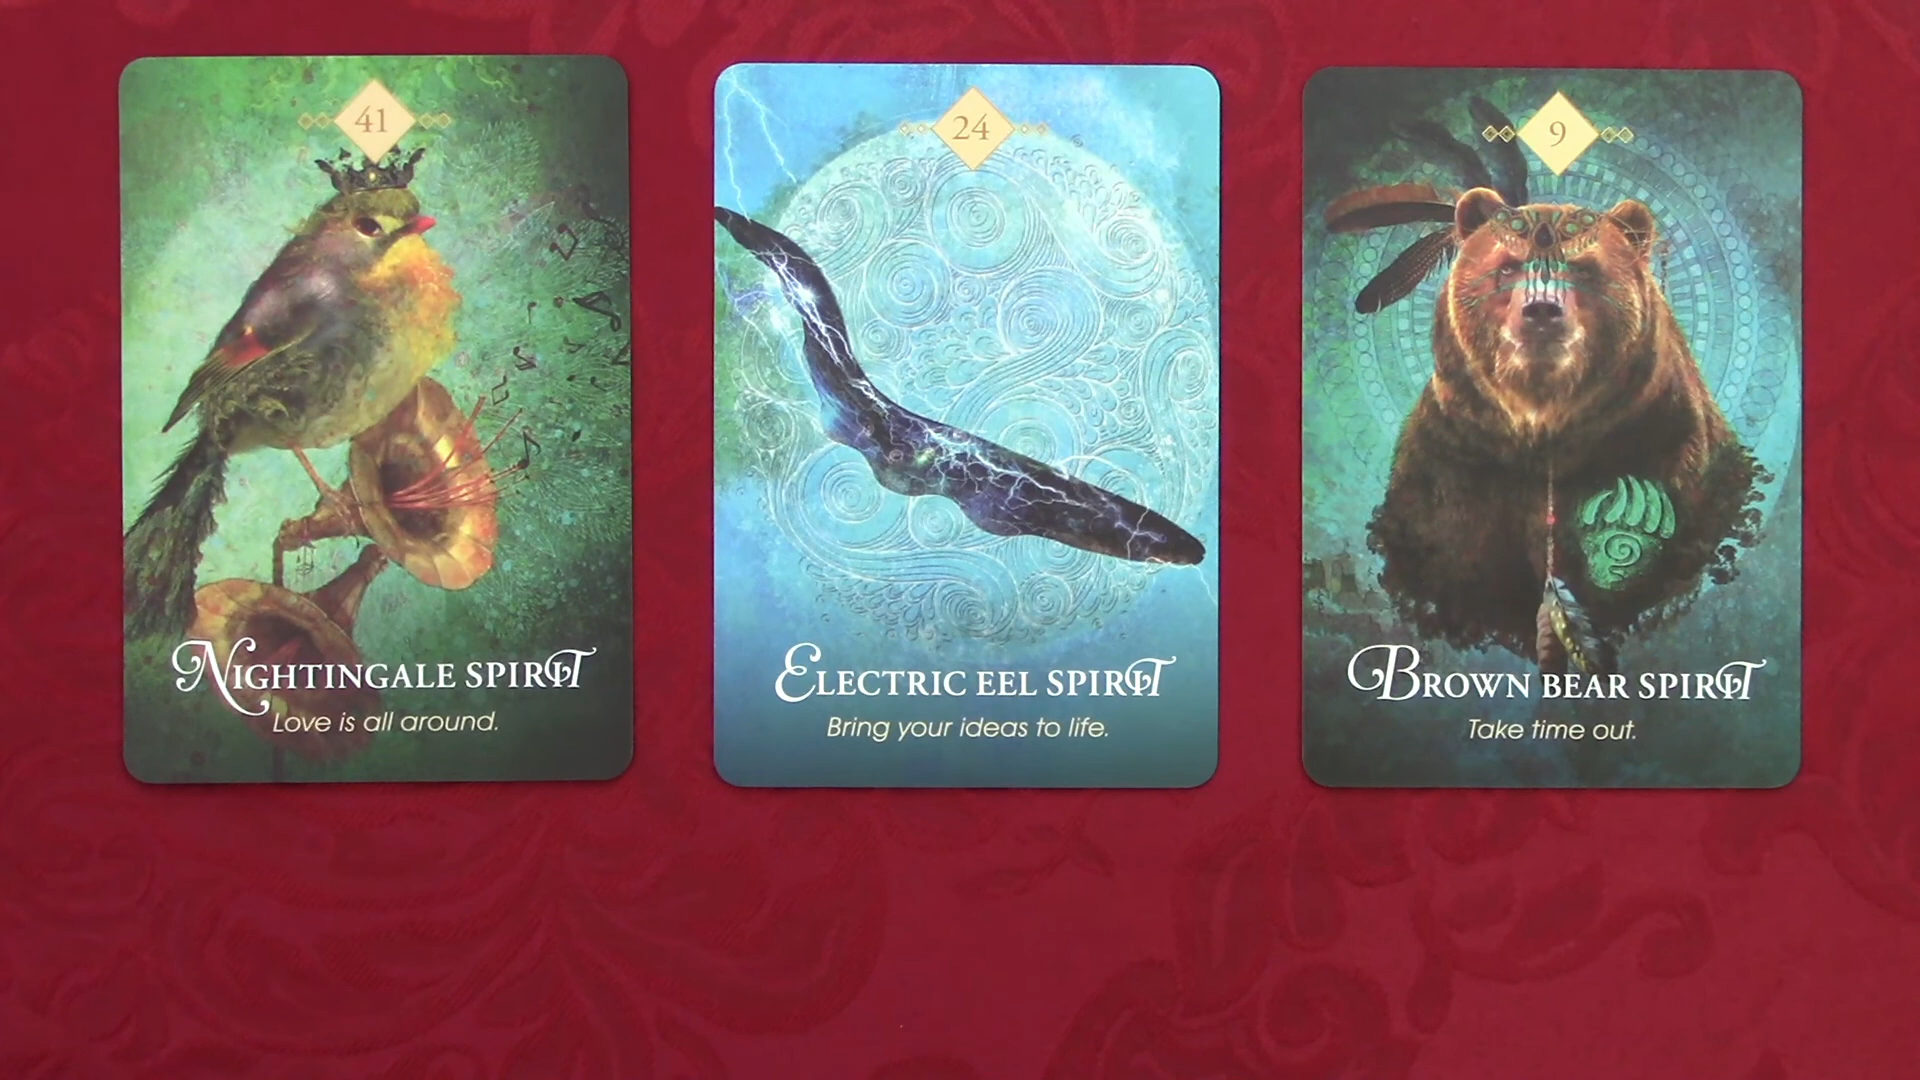 41
NIGHTINGALE SPIRIT
Love is all around.
24
ELECTRIC EEL SPIRIT
Bring your ideas to life.
9
BROWN BEAR SPIRIT
Take time out.